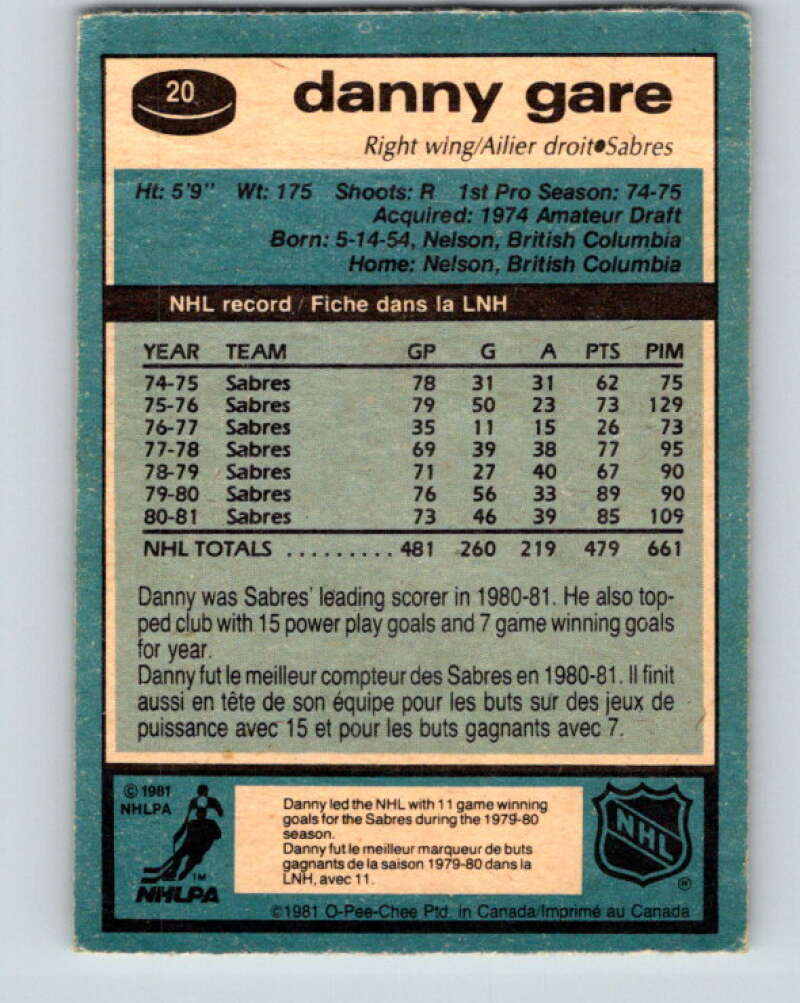 20
danny gare
Right wing/Ailier droit●Sabres
Ht: 5'9" Wt: 175 Shoots: R 1st Pro Season: 74-75
Acquired: 1974 Amateur Draft
Born: 5-14-54, Nelson, British Columbia
Home: Nelson, British Columbia
NHL record / Fiche dans la LNH
YEAR TEAM GP G A PTS PIM
74-75 Sabres 78 31 31 62 75
75-76 Sabres 79 50 23 73 129
76-77 Sabres 35 11 15 26 73
77-78 Sabres 69 39 38 77 95
78-79 Sabres 71 27 40 67 90
79-80 Sabres 76 56 33 89 90
80-81 Sabres 73 46 39 85 109
NHL TOTALS ......... 481 260 219 479 661
Danny was Sabres' leading scorer in 1980-81. He also top-
ped club with 15 power play goals and 7 game winning goals
for year.
Danny fut le meilleur compteur des Sabres en 1980-81. Il finit
aussi en tête de son équipe pour les buts sur des jeux de
puissance avec 15 et pour les buts gagnants avec 7.
© 1981
NHLPA
TM
NHLPA
Danny led the NHL with 11 game winning
goals for the Sabres during the 1979-80
season.
Danny fut le meilleur marqueur de buts
gagnants de la saison 1979-80 dans la
LNH, avec 11.
NHL
®
©1981 O-Pee-Chee Ptd. in Canada/Imprimé au Canada